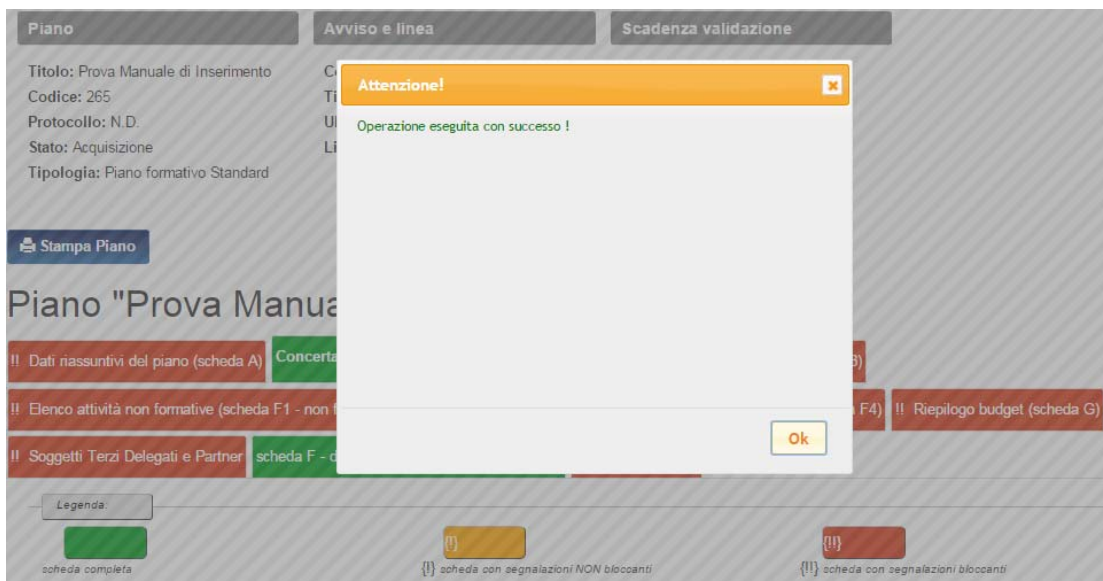 Piano
Avviso e linea
Scadenza validazione
Titolo: Prova Manuale di Inserimento
Codice: 265
Protocollo: N.D.
Stato: Acquisizione
Tipologia: Piano formativo Standard
Attenzione!
Operazione eseguita con successo !
Ok
Stampa Piano
Piano "Prova
!! Dati riassuntivi del piano (scheda A)
!! Elenco attività non formative (scheda F1 - non
F4)
!! Riepilogo budget (scheda G)
!! Soggetti Terzi Delegati e Partner
scheda F - d
Legenda:
{!}
{!!}
scheda completa
{!} scheda con segnalazioni NON bloccanti
{!!} scheda con segnalazioni bloccanti